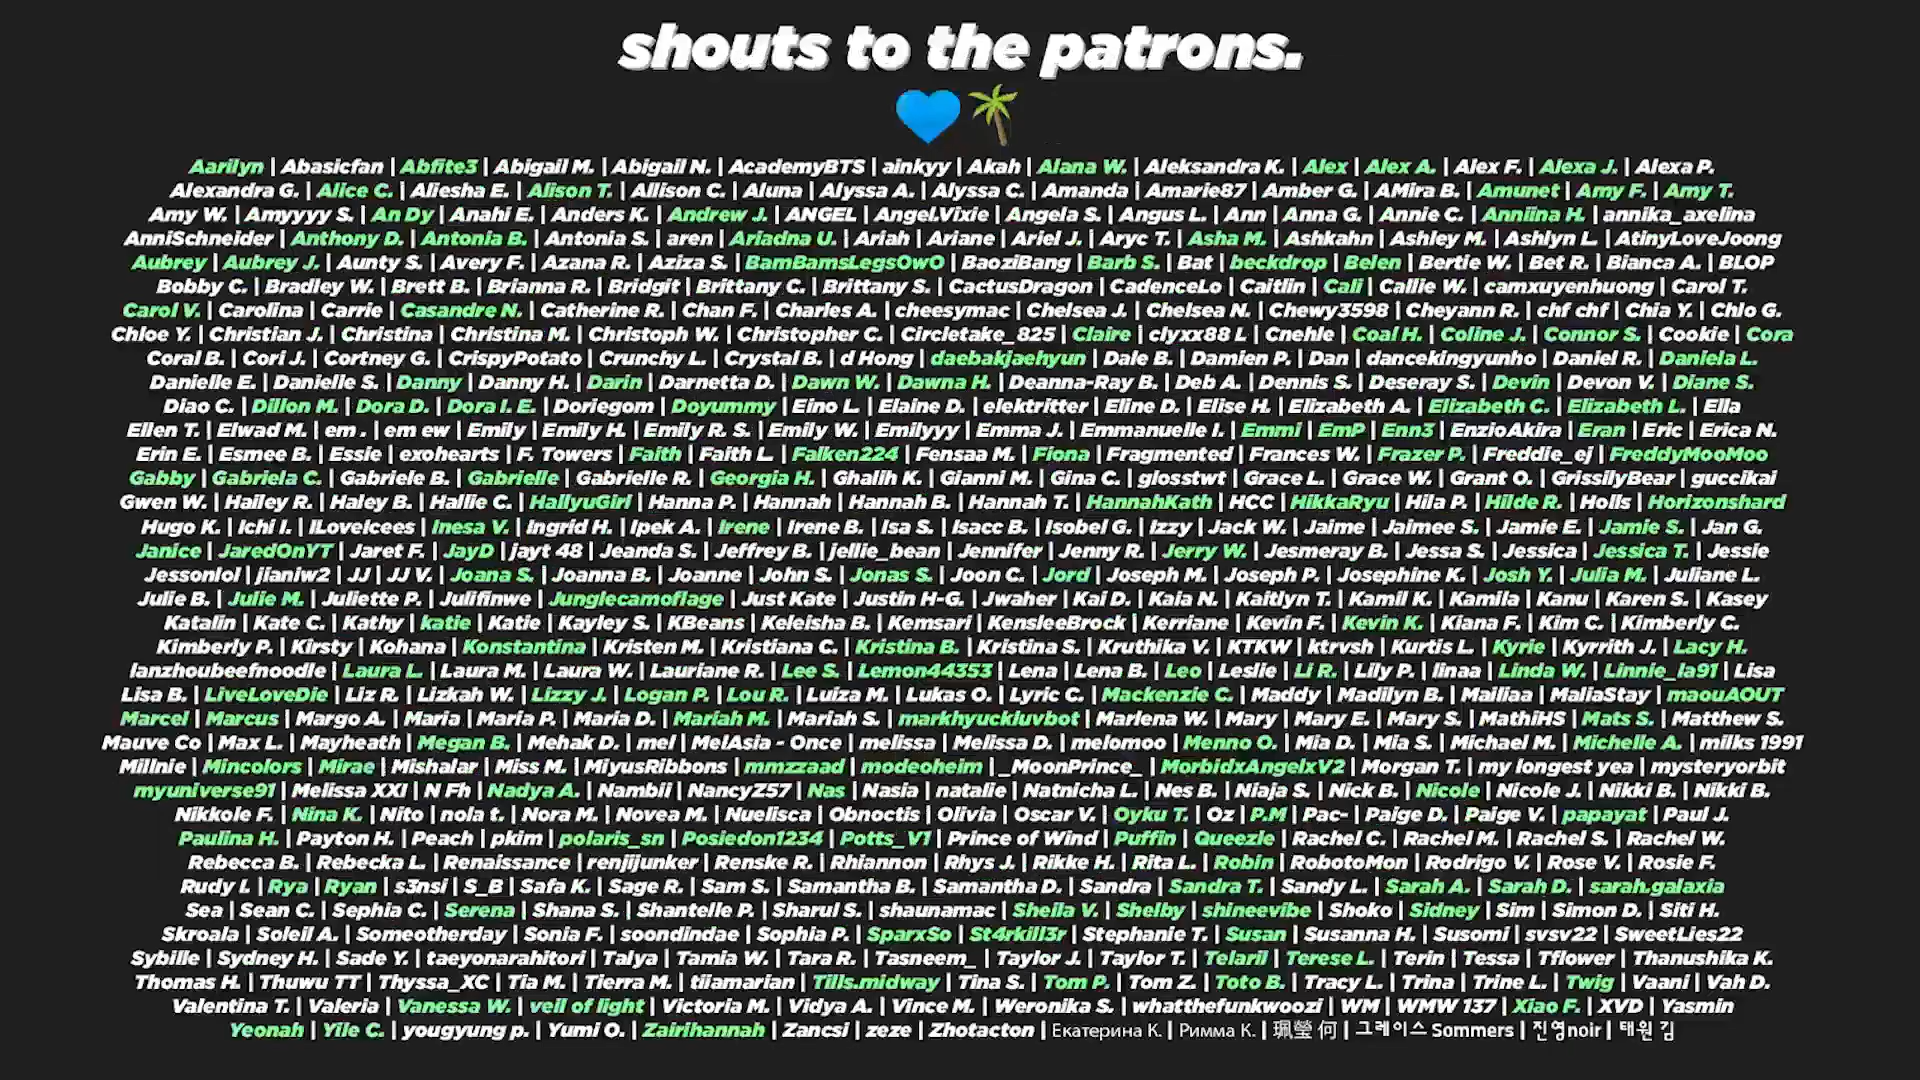 shouts to the patrons.
Aarilyn | Abasicfan | Abfite3 | Abigail M. | Abigail N. | AcademyBTS | ainkyy | Akah | Alana W. | Aleksandra K. | Alex | Alex A. | Alex F. | Alexa J. | Alexa P.
Alexandra G. | Alice C. | Aliesha E. | Alison T. | Allison C. | Aluna | Alyssa A. | Alyssa C. | Amanda | Amarie87 | Amber G. | AMira B. | Amunet | Amy F. | Amy T.
Amy W. | Amyyyy S. | An Dy | Anahi E. | Anders K. | Andrew J. | ANGEL | Angel.Vixie | Angela S. | Angus L. | Ann | Anna G. | Annie C. | Anniina H. | annika_axelina
AnniSchneider | Anthony D. | Antonia B. | Antonia S. | aren | Ariadna U. | Ariah | Ariane | Ariel J. | Aryc T. | Asha M. | Ashkahn | Ashley M. | Ashlyn L. | AtinyLoveJoong
Aubrey | Aubrey J. | Aunty S. | Avery F. | Azana R. | Aziza S. | BamBamsLegsOwO | BaoziBang | Barb S. | Bat | beckdrop | Belen | Bertie W. | Bet R. | Bianca A. | BLOP
Bobby C. | Bradley W. | Brett B. | Brianna R. | Bridgit | Brittany C. | Brittany S. | CactusDragon | CadenceLo | Caitlin | Cali | Callie W. | camxuyenhuong | Carol T.
Carol V. | Carolina | Carrie | Casandre N. | Catherine R. | Chan F. | Charles A. | cheesymac | Chelsea J. | Chelsea N. | Chewy3598 | Cheyann R. | chf chf | Chia Y. | Chlo G.
Chloe Y. | Christian J. | Christina | Christina M. | Christoph W. | Christopher C. | Circletake_825 | Claire | clyxx88 L | Cnehle | Coal H. | Coline J. | Connor S. | Cookie | Cora
Coral B. | Cori J. | Cortney G. | CrispyPotato | Crunchy L. | Crystal B. | d Hong | daebakjaehyun | Dale B. | Damien P. | Dan | dancekingyunho | Daniel R. | Daniela L.
Danielle E. | Danielle S. | Danny | Danny H. | Darin | Darnetta D. | Dawn W. | Dawna H. | Deanna-Ray B. | Deb A. | Dennis S. | Deseray S. | Devin | Devon V. | Diane S.
Diao C. | Dillon M. | Dora D. | Dora I. E. | Doriegom | Doyummy | Eino L. | Elaine D. | elektritter | Eline D. | Elise H. | Elizabeth A. | Elizabeth C. | Elizabeth L. | Ella
Ellen T. | Elwad M. | em . | em ew | Emily | Emily H. | Emily R. S. | Emily W. | Emilyyy | Emma J. | Emmanuelle I. | Emmi | EmP | Enn3 | EnzioAkira | Eran | Eric | Erica N.
Erin E. | Esmee B. | Essie | exohearts | F. Towers | Faith | Faith L. | Falken224 | Fensaa M. | Fiona | Fragmented | Frances W. | Frazer P. | Freddie_ej | FreddyMooMoo
Gabby | Gabriela C. | Gabriele B. | Gabrielle | Gabrielle R. | Georgia H. | Ghalih K. | Gianni M. | Gina C. | glosstwt | Grace L. | Grace W. | Grant O. | GrissilyBear | guccikai
Gwen W. | Hailey R. | Haley B. | Hallie C. | HallyuGirl | Hanna P. | Hannah | Hannah B. | Hannah T. | HannahKath | HCC | HikkaRyu | Hila P. | Hilde R. | Holls | Horizonshard
Hugo K. | Ichi I. | ILoveIcees | Inesa V. | Ingrid H. | Ipek A. | Irene | Irene B. | Isa S. | Isacc B. | Isobel G. | Izzy | Jack W. | Jaime | Jaimee S. | Jamie E. | Jamie S. | Jan G.
Janice | JaredOnYT | Jaret F. | JayD | jayt 48 | Jeanda S. | Jeffrey B. | jellie_bean | Jennifer | Jenny R. | Jerry W. | Jesmeray B. | Jessa S. | Jessica | Jessica T. | Jessie
Jessonlol | jianiw2 | JJ | JJ V. | Joana S. | Joanna B. | Joanne | John S. | Jonas S. | Joon C. | Jord | Joseph M. | Joseph P. | Josephine K. | Josh Y. | Julia M. | Juliane L.
Julie B. | Julie M. | Juliette P. | Julifinwe | Junglecamoflage | Just Kate | Justin H-G. | Jwaher | Kai D. | Kaia N. | Kaitlyn T. | Kamil K. | Kamila | Kanu | Karen S. | Kasey
Katalin | Kate C. | Kathy | katie | Katie | Kayley S. | KBeans | Keleisha B. | Kemsari | KensleeBrock | Kerriane | Kevin F. | Kevin K. | Kiana F. | Kim C. | Kimberly C.
Kimberly P. | Kirsty | Kohana | Konstantina | Kristen M. | Kristiana C. | Kristina B. | Kristina S. | Kruthika V. | KTKW | ktrvsh | Kurtis L. | Kyrie | Kyrrith J. | Lacy H.
lanzhoubeefnoodle | Laura L. | Laura M. | Laura W. | Lauriane R. | Lee S. | Lemon44353 | Lena | Lena B. | Leo | Leslie | Li R. | Lily P. | linaa | Linda W. | Linnie_la91 | Lisa
Lisa B. | LiveLoveDie | Liz R. | Lizkah W. | Lizzy J. | Logan P. | Lou R. | Luiza M. | Lukas O. | Lyric C. | Mackenzie C. | Maddy | Madilyn B. | Mailiaa | MaliaStay | maouAOUT
Marcel | Marcus | Margo A. | Maria | Maria P. | Maria D. | Mariah M. | Mariah S. | markhyuckluvbot | Marlena W. | Mary | Mary E. | Mary S. | MathiHS | Mats S. | Matthew S.
Mauve Co | Max L. | Mayheath | Megan B. | Mehak D. | mel | MelAsia - Once | melissa | Melissa D. | melomoo | Menno O. | Mia D. | Mia S. | Michael M. | Michelle A. | milks 1991
Millnie | Mincolors | Mirae | Mishalar | Miss M. | MiyusRibbons | mmzzaad | modeoheim | _MoonPrince_ | MorbidxAngelxV2 | Morgan T. | my longest yea | mysteryorbit
myuniverse91 | Melissa XXI | N Fh | Nadya A. | Nambii | NancyZ57 | Nas | Nasia | natalie | Natnicha L. | Nes B. | Niaja S. | Nick B. | Nicole | Nicole J. | Nikki B. | Nikki B.
Nikkole F. | Nina K. | Nito | nola t. | Nora M. | Novea M. | Nuelisca | Obnoctis | Olivia | Oscar V. | Oyku T. | Oz | P.M | Pac- | Paige D. | Paige V. | papayat | Paul J.
Paulina H. | Payton H. | Peach | pkim | polaris_sn | Posiedon1234 | Potts_V1 | Prince of Wind | Puffin | Queezle | Rachel C. | Rachel M. | Rachel S. | Rachel W.
Rebecca B. | Rebecka L. | Renaissance | renjijunker | Renske R. | Rhiannon | Rhys J. | Rikke H. | Rita L. | Robin | RobotoMon | Rodrigo V. | Rose V. | Rosie F.
Rudy I. | Rya | Ryan | s3nsi | S_B | Safa K. | Sage R. | Sam S. | Samantha B. | Samantha D. | Sandra | Sandra T. | Sandy L. | Sarah A. | Sarah D. | sarah.galaxia
Sea | Sean C. | Sephia C. | Serena | Shana S. | Shantelle P. | Sharul S. | shaunamac | Sheila V. | Shelby | shineevibe | Shoko | Sidney | Sim | Simon D. | Siti H.
Skroala | Soleil A. | Someotherday | Sonia F. | soondindae | Sophia P. | SparxSo | St4rkill3r | Stephanie T. | Susan | Susanna H. | Susomi | svsv22 | SweetLies22
Sybille | Sydney H. | Sade Y. | taeyonarahitori | Talya | Tamia W. | Tara R. | Tasneem_ | Taylor J. | Taylor T. | Telaril | Terese L. | Terin | Tessa | Tflower | Thanushika K.
Thomas H. | Thuwu TT | Thyssa_XC | Tia M. | Tierra M. | tiiamarian | Tills.midway | Tina S. | Tom P. | Tom Z. | Toto B. | Tracy L. | Trina | Trine L. | Twig | Vaani | Vah D.
Valentina T. | Valeria | Vanessa W. | veil of light | Victoria M. | Vidya A. | Vince M. | Weronika S. | whatthefunkwoozi | WM | WMW 137 | Xiao F. | XVD | Yasmin
Yeonah | Yile C. | yougyung p. | Yumi O. | Zairihannah | Zancsi | zeze | Zhotacton | Екатерина К. | Римма К. | 珮瑩 何 | 그레이스 Sommers | 진영noir | 태원 김